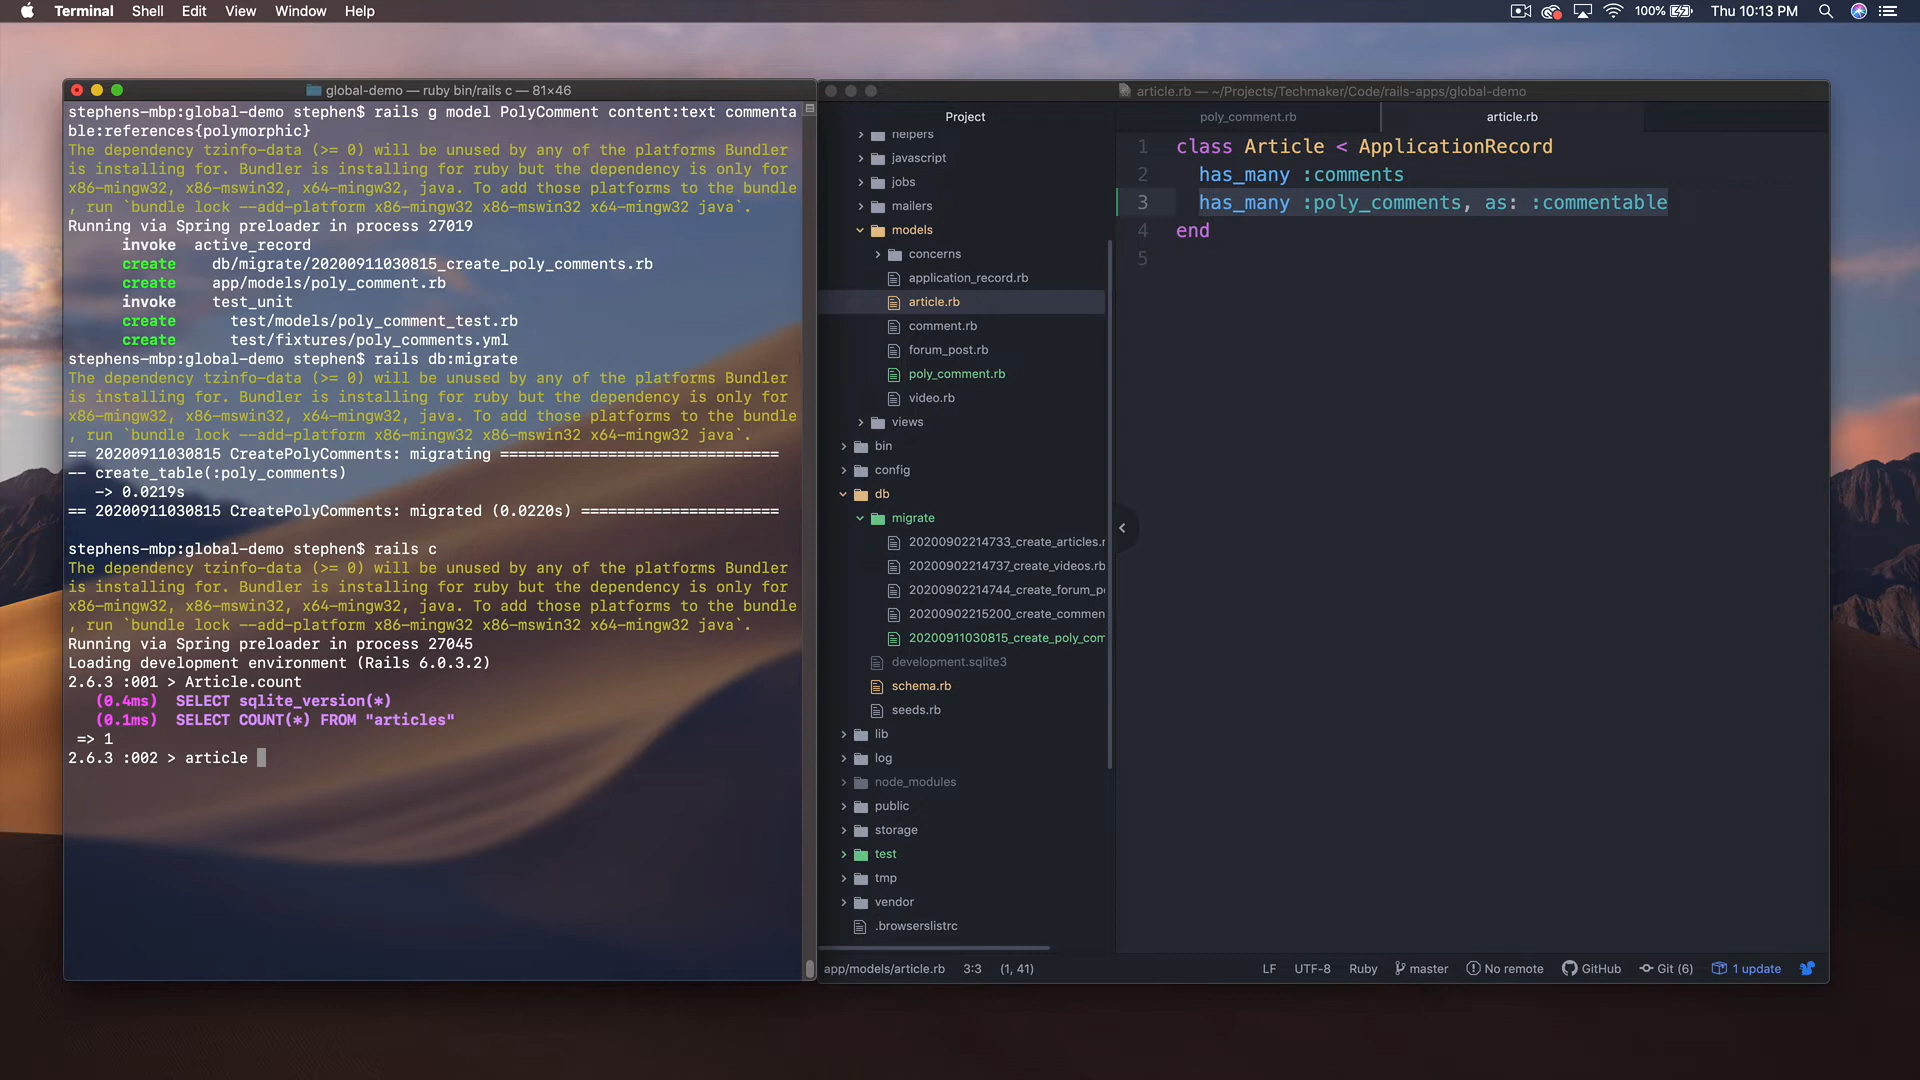 Terminal Shell Edit View Window Help
100% Thu 10:13 PM
global-demo — ruby bin/rails c — 81×46
stephens-mbp:global-demo stephen$ rails g model PolyComment content:text commenta
ble:references{polymorphic}
The dependency tzinfo-data (>= 0) will be unused by any of the platforms Bundler
is installing for. Bundler is installing for ruby but the dependency is only for
x86-mingw32, x86-mswin32, x64-mingw32, java. To add those platforms to the bundle
, run `bundle lock --add-platform x86-mingw32 x86-mswin32 x64-mingw32 java`.
Running via Spring preloader in process 27019
invoke active_record
create db/migrate/20200911030815_create_poly_comments.rb
create app/models/poly_comment.rb
invoke test_unit
create test/models/poly_comment_test.rb
create test/fixtures/poly_comments.yml
stephens-mbp:global-demo stephen$ rails db:migrate
The dependency tzinfo-data (>= 0) will be unused by any of the platforms Bundler
is installing for. Bundler is installing for ruby but the dependency is only for
x86-mingw32, x86-mswin32, x64-mingw32, java. To add those platforms to the bundle
, run `bundle lock --add-platform x86-mingw32 x86-mswin32 x64-mingw32 java`.
== 20200911030815 CreatePolyComments: migrating ===============================
-- create_table(:poly_comments)
-> 0.0219s
== 20200911030815 CreatePolyComments: migrated (0.0220s) ======================
stephens-mbp:global-demo stephen$ rails c
The dependency tzinfo-data (>= 0) will be unused by any of the platforms Bundler
is installing for. Bundler is installing for ruby but the dependency is only for
x86-mingw32, x86-mswin32, x64-mingw32, java. To add those platforms to the bundle
, run `bundle lock --add-platform x86-mingw32 x86-mswin32 x64-mingw32 java`.
Running via Spring preloader in process 27045
Loading development environment (Rails 6.0.3.2)
2.6.3 :001 > Article.count
(0.4ms) SELECT sqlite_version(*)
(0.1ms) SELECT COUNT(*) FROM "articles"
=> 1
2.6.3 :002 > article
article.rb — ~/Projects/Techmaker/Code/rails-apps/global-demo
Project
helpers
javascript
jobs
mailers
models
concerns
application_record.rb
article.rb
comment.rb
forum_post.rb
poly_comment.rb
video.rb
views
bin
config
db
migrate
20200902214733_create_articles.r
20200902214737_create_videos.rb
20200902214744_create_forum_po
20200902215200_create_commen
20200911030815_create_poly_com
development.sqlite3
schema.rb
seeds.rb
lib
log
node_modules
public
storage
test
tmp
vendor
.browserslistrc
poly_comment.rb article.rb
1 class Article < ApplicationRecord
2 has_many :comments
3 has_many :poly_comments, as: :commentable
4 end
5
app/models/article.rb 3:3 (1, 41) LF UTF-8 Ruby master No remote GitHub Git (6) 1 update